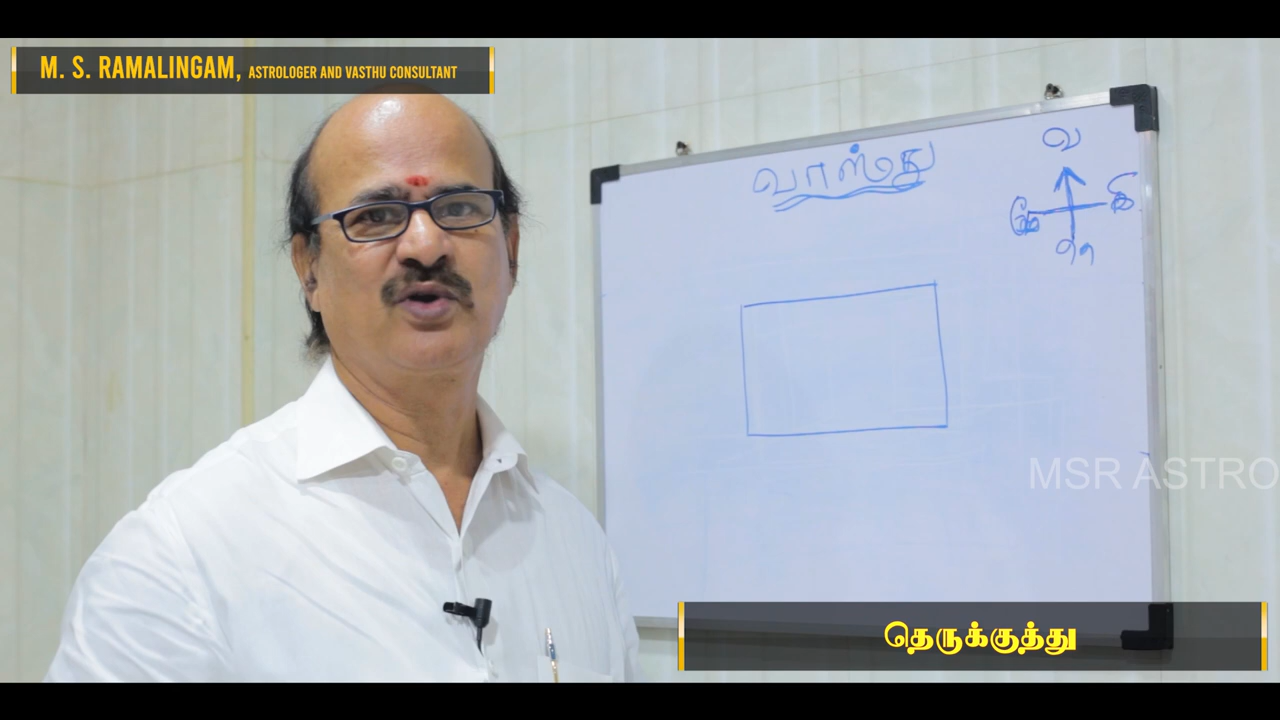 M. S. RAMALINGAM, ASTROLOGER AND VASTHU CONSULTANT
வாஸ்து
வ
மே கி
தெ
MSR ASTRO
தெருக்குத்து